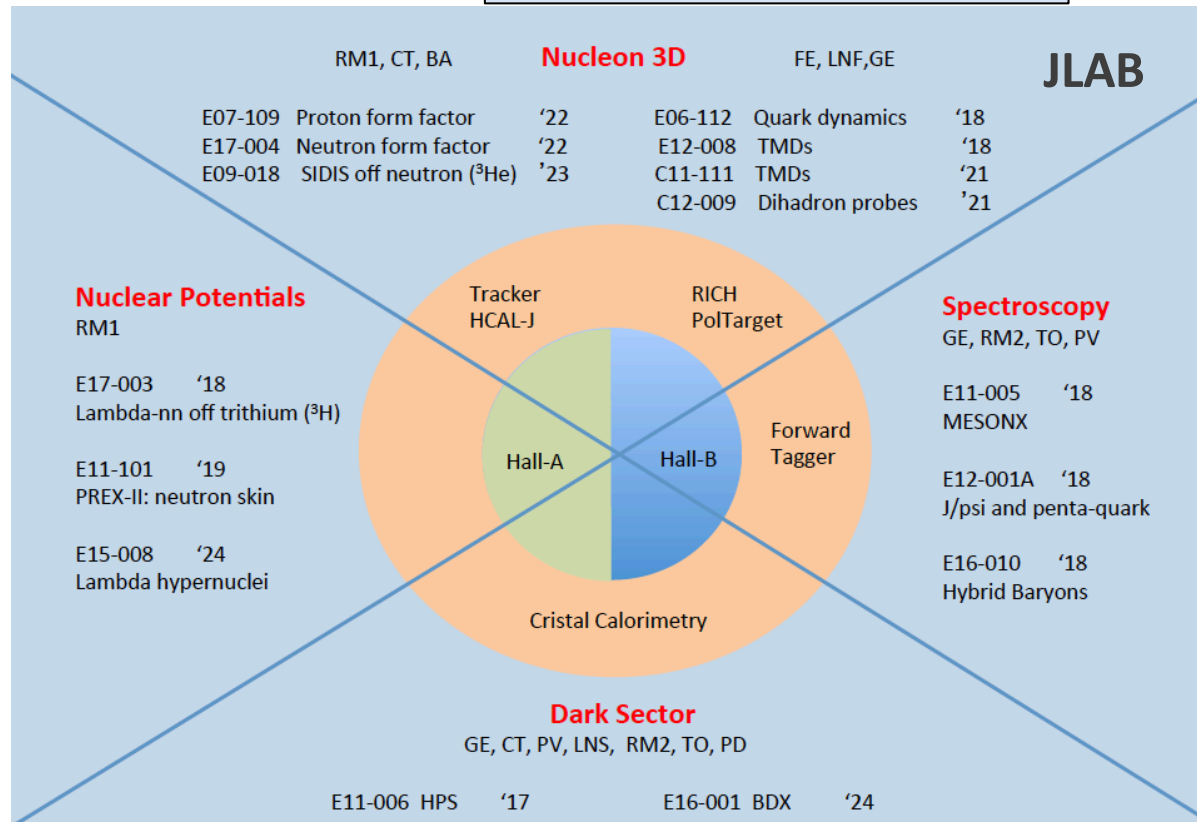 JLAB
RM1, CT, BA
Nucleon 3D
FE, LNF,GE
E07-109 Proton form factor ‘22
E17-004 Neutron form factor ‘22
E09-018 SIDIS off neutron (³He) ’23
E06-112 Quark dynamics ‘18
E12-008 TMDs ‘18
C11-111 TMDs ‘21
C12-009 Dihadron probes ’21
Nuclear Potentials
RM1
E17-003 ‘18
Lambda-nn off trithium (³H)
E11-101 ‘19
PREX-II: neutron skin
E15-008 ‘24
Lambda hypernuclei
Tracker
HCAL-J
RICH
PolTarget
Hall-A
Hall-B
Forward
Tagger
Cristal Calorimetry
Spectroscopy
GE, RM2, TO, PV
E11-005 ‘18
MESONX
E12-001A ‘18
J/psi and penta-quark
E16-010 ‘18
Hybrid Baryons
Dark Sector
GE, CT, PV, LNS, RM2, TO, PD
E11-006 HPS ‘17
E16-001 BDX ‘24